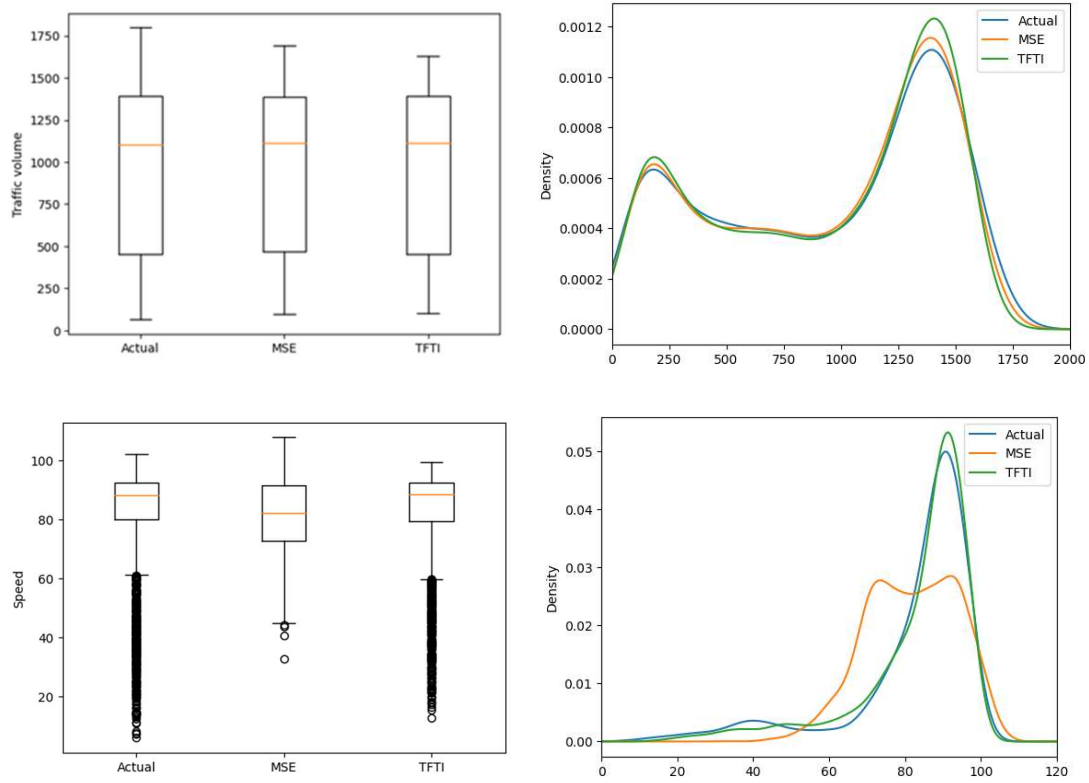 Traffic volume
1750
1500
1250
1000
750
500
250
0
Actual
MSE
TFTI
Density
0.0012
0.0010
0.0008
0.0006
0.0004
0.0002
0.0000
0
250
500
750
1000
1250
1500
1750
2000
Actual
MSE
TFTI
Speed
100
80
60
40
20
Actual
MSE
TFTI
Density
0.05
0.04
0.03
0.02
0.01
0.00
0
20
40
60
80
100
120
Actual
MSE
TFTI